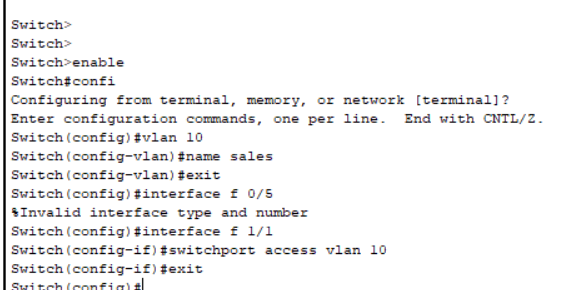 Switch>
Switch>
Switch>enable
Switch#confi
Configuring from terminal, memory, or network [terminal]?
Enter configuration commands, one per line.  End with CNTL/Z.
Switch(config)#vlan 10
Switch(config-vlan)#name sales
Switch(config-vlan)#exit
Switch(config)#interface f 0/5
%Invalid interface type and number
Switch(config)#interface f 1/1
Switch(config-if)#switchport access vlan 10
Switch(config-if)#exit
Switch(config)#